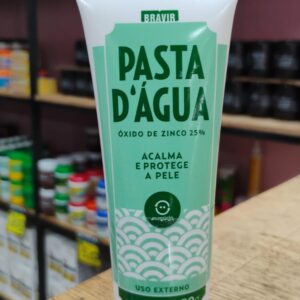 BRAVIR
PASTA
D'ÁGUA
ÓXIDO DE ZINCO 25%
ACALMA
E PROTEGE
A PELE
USO EXTERNO